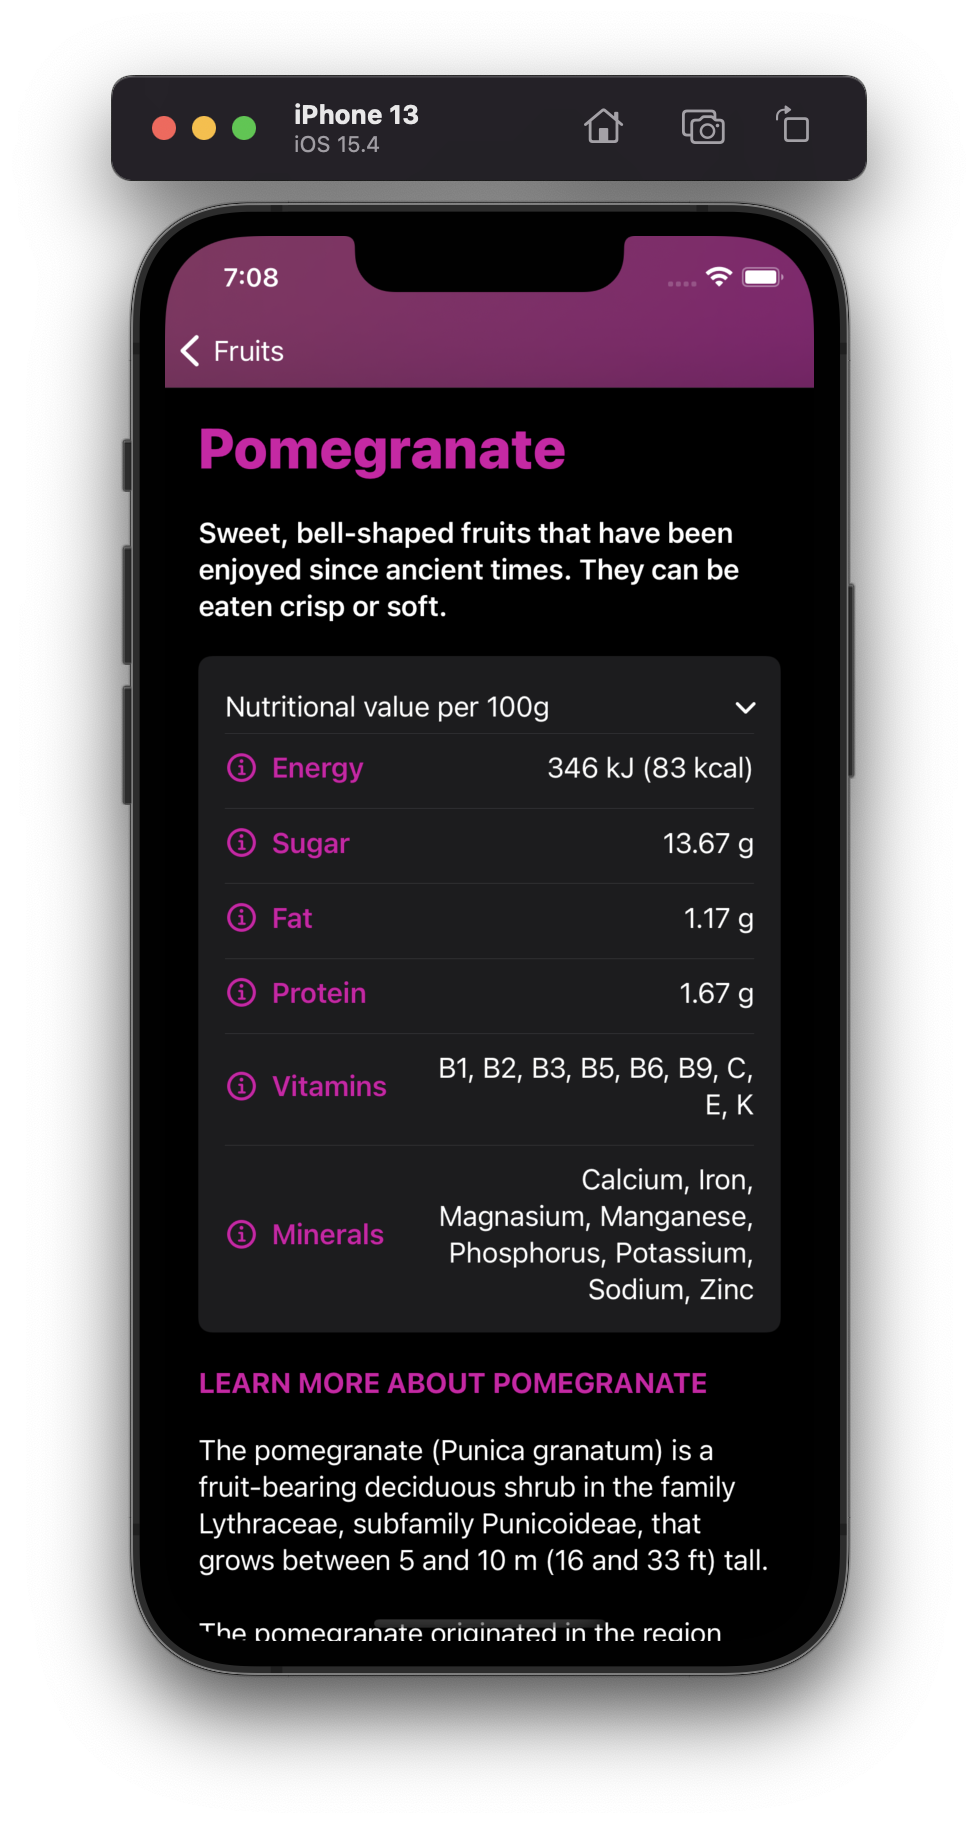 iPhone 13
iOS 15.4
7:08
Fruits
Pomegranate
Sweet, bell-shaped fruits that have been
enjoyed since ancient times. They can be
eaten crisp or soft.
Nutritional value per 100g
Energy 346 kJ (83 kcal)
Sugar 13.67 g
Fat 1.17 g
Protein 1.67 g
Vitamins B1, B2, B3, B5, B6, B9, C,
E, K
Minerals Calcium, Iron,
Magnasium, Manganese,
Phosphorus, Potassium,
Sodium, Zinc
LEARN MORE ABOUT POMEGRANATE
The pomegranate (Punica granatum) is a
fruit-bearing deciduous shrub in the family
Lythraceae, subfamily Punicoideae, that
grows between 5 and 10 m (16 and 33 ft) tall.
The pomegranate originated in the region